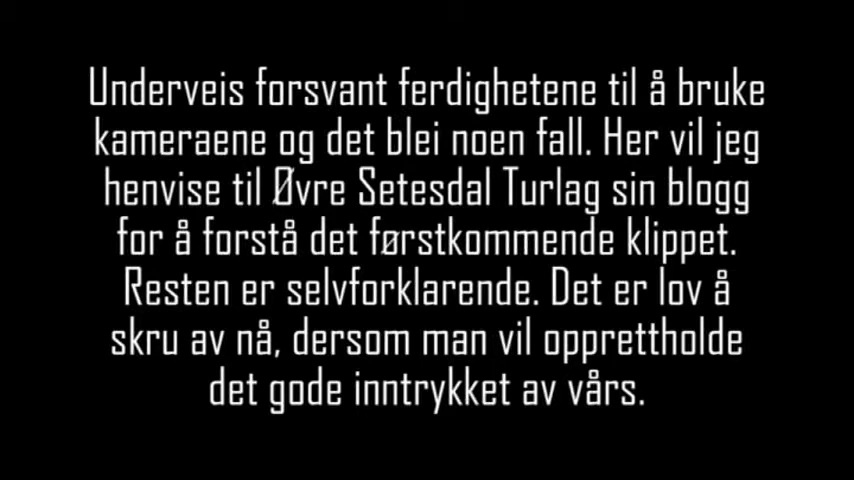 Underveis forsvant ferdighetene til å bruke
kameraene og det blei noen fall. Her vil jeg
henvise til Øvre Setesdal Turlag sin blogg
for å forstå det førstkommende klippet.
Resten er selvforklarende. Det er lov å
skru av nå, dersom man vil opprettholde
det gode inntrykket av vårs.